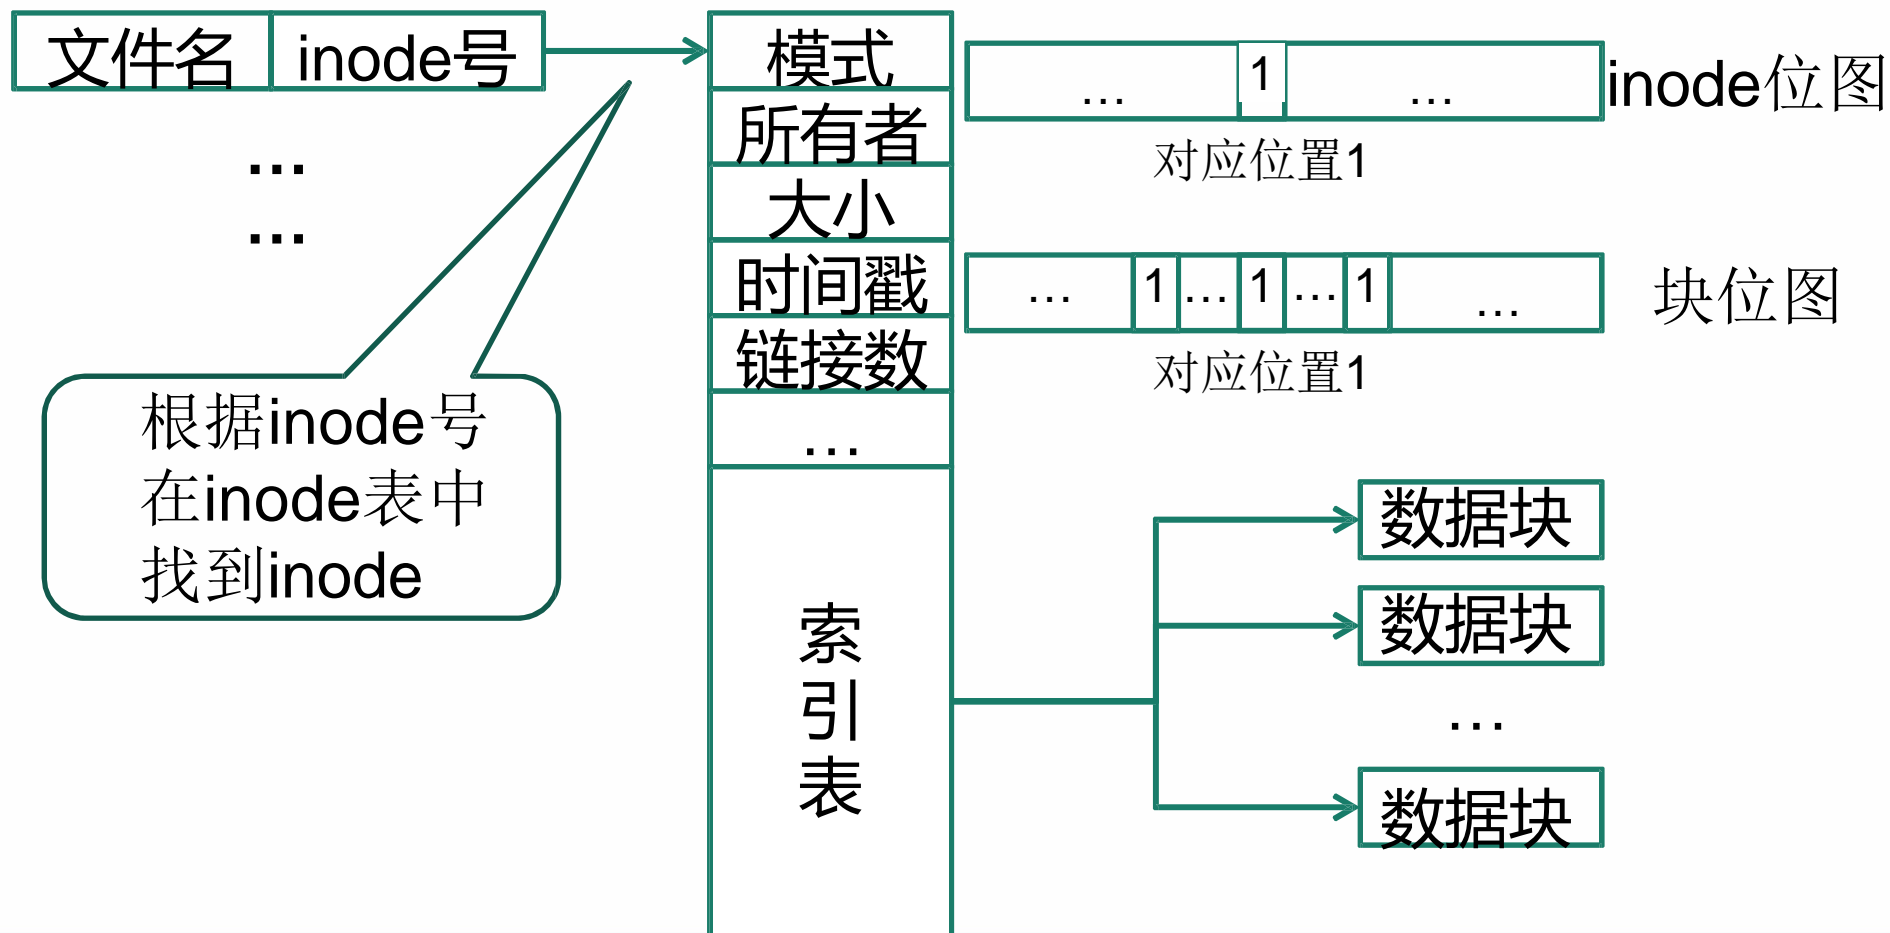 文件名 inode号
...
...
根据inode号
在inode表中
找到inode
模式
所有者
大小
时间戳
链接数
...
索
引
表
... 1 ... inode位图
对应位置1
... 1 ... 1 ... 1 ... 块位图
对应位置1
数据块
数据块
...
数据块